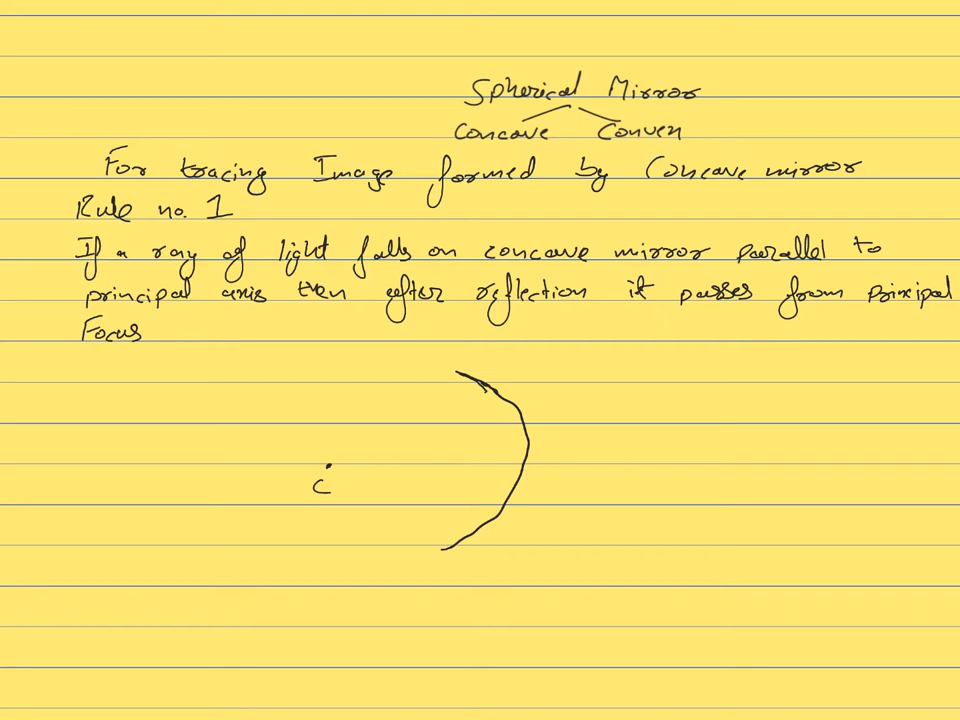 Spherical Mirror
Concave Convex
For tracing Image formed by Concave mirror
Rule no. 1
If a ray of light falls on concave mirror parallel to
principal axis then after reflection it passes from principal
Focus
C